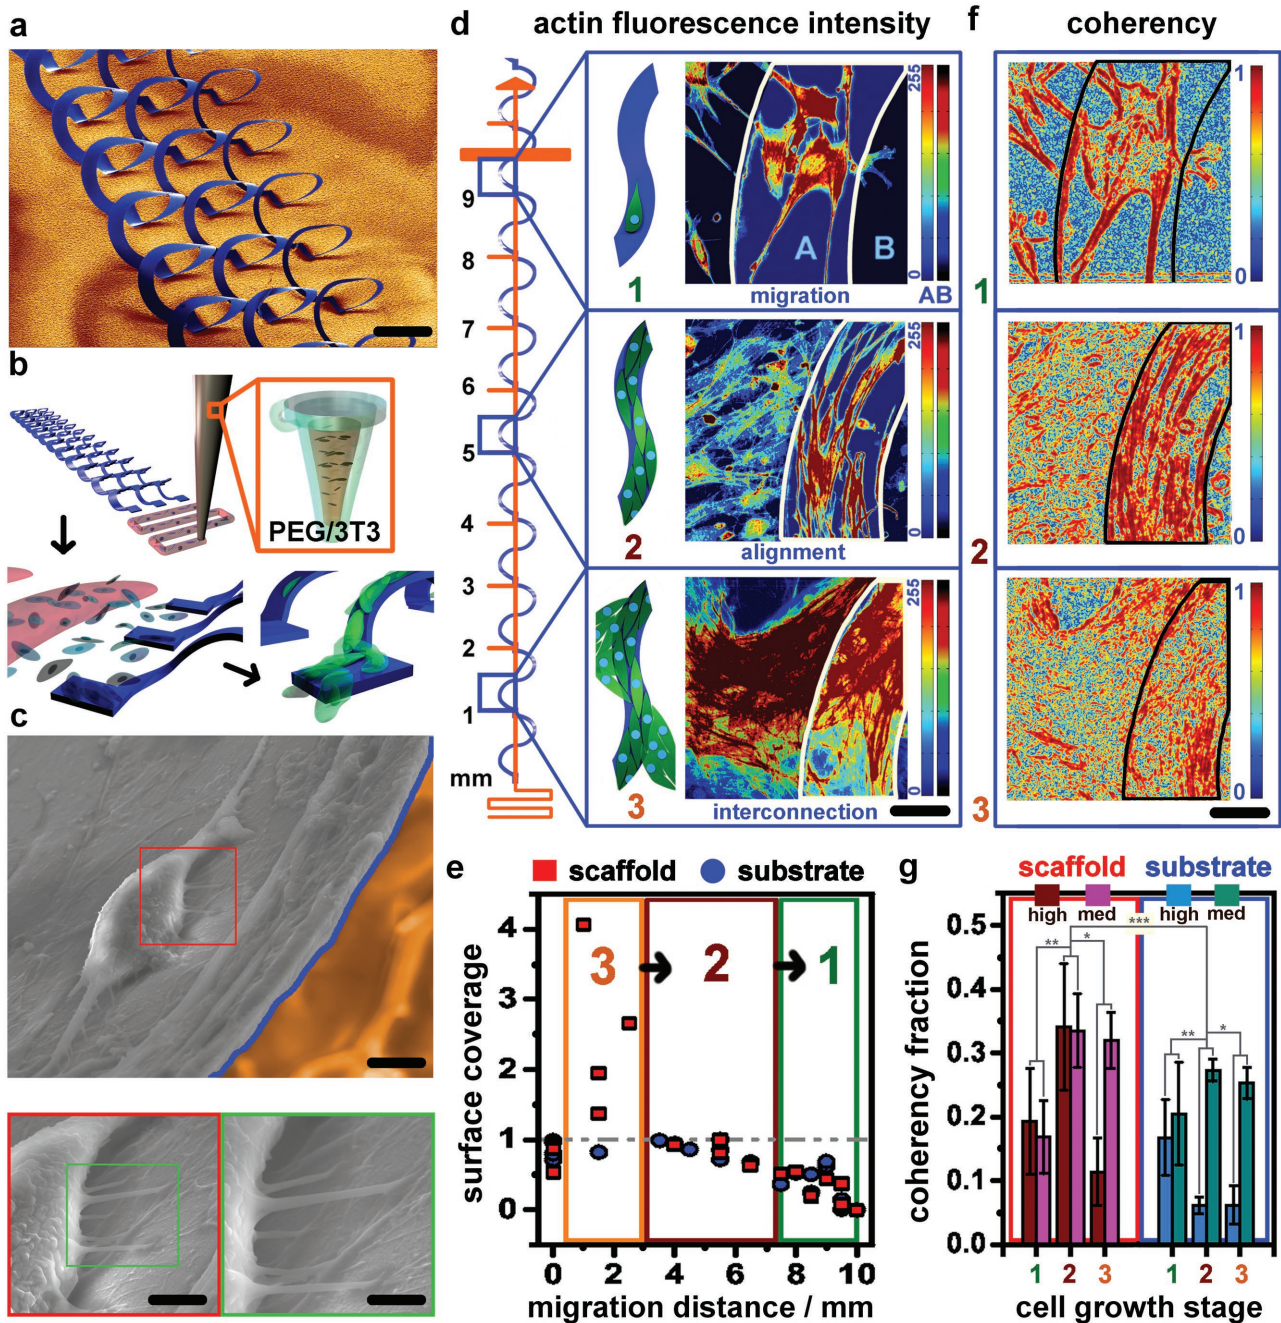 a
b
PEG/3T3
c
d
actin fluorescence intensity
9
8
7
6
5
4
3
2
1
mm
1
migration
A
B
255
0
AB
2
alignment
255
0
3
interconnection
255
0
f
coherency
1
1
0
2
1
0
3
1
0
e
scaffold
substrate
surface coverage
4
3
2
1
0
3
2
1
0
2
4
6
8
10
migration distance / mm
g
scaffold
substrate
high
med
high
med
coherency fraction
0.5
0.4
0.3
0.2
0.1
0.0
***
**
*
**
*
1
2
3
1
2
3
cell growth stage